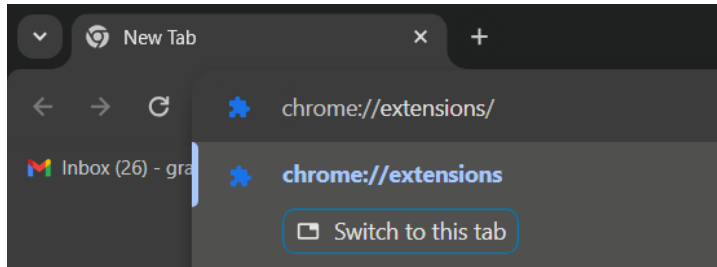 New Tab
chrome://extensions/
Inbox (26) - gra
chrome://extensions
Switch to this tab